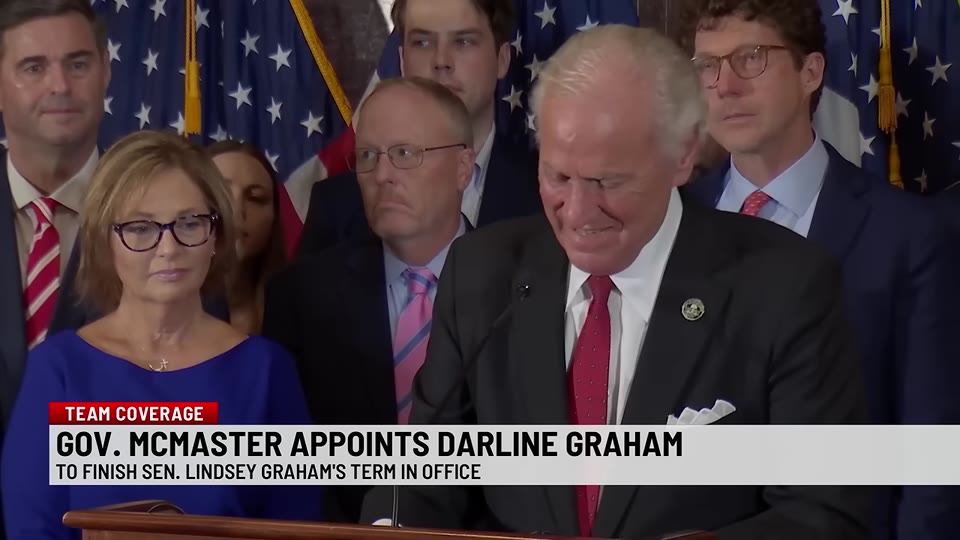 TEAM COVERAGE
GOV. MCMASTER APPOINTS DARLINE GRAHAM
TO FINISH SEN. LINDSEY GRAHAM'S TERM IN OFFICE